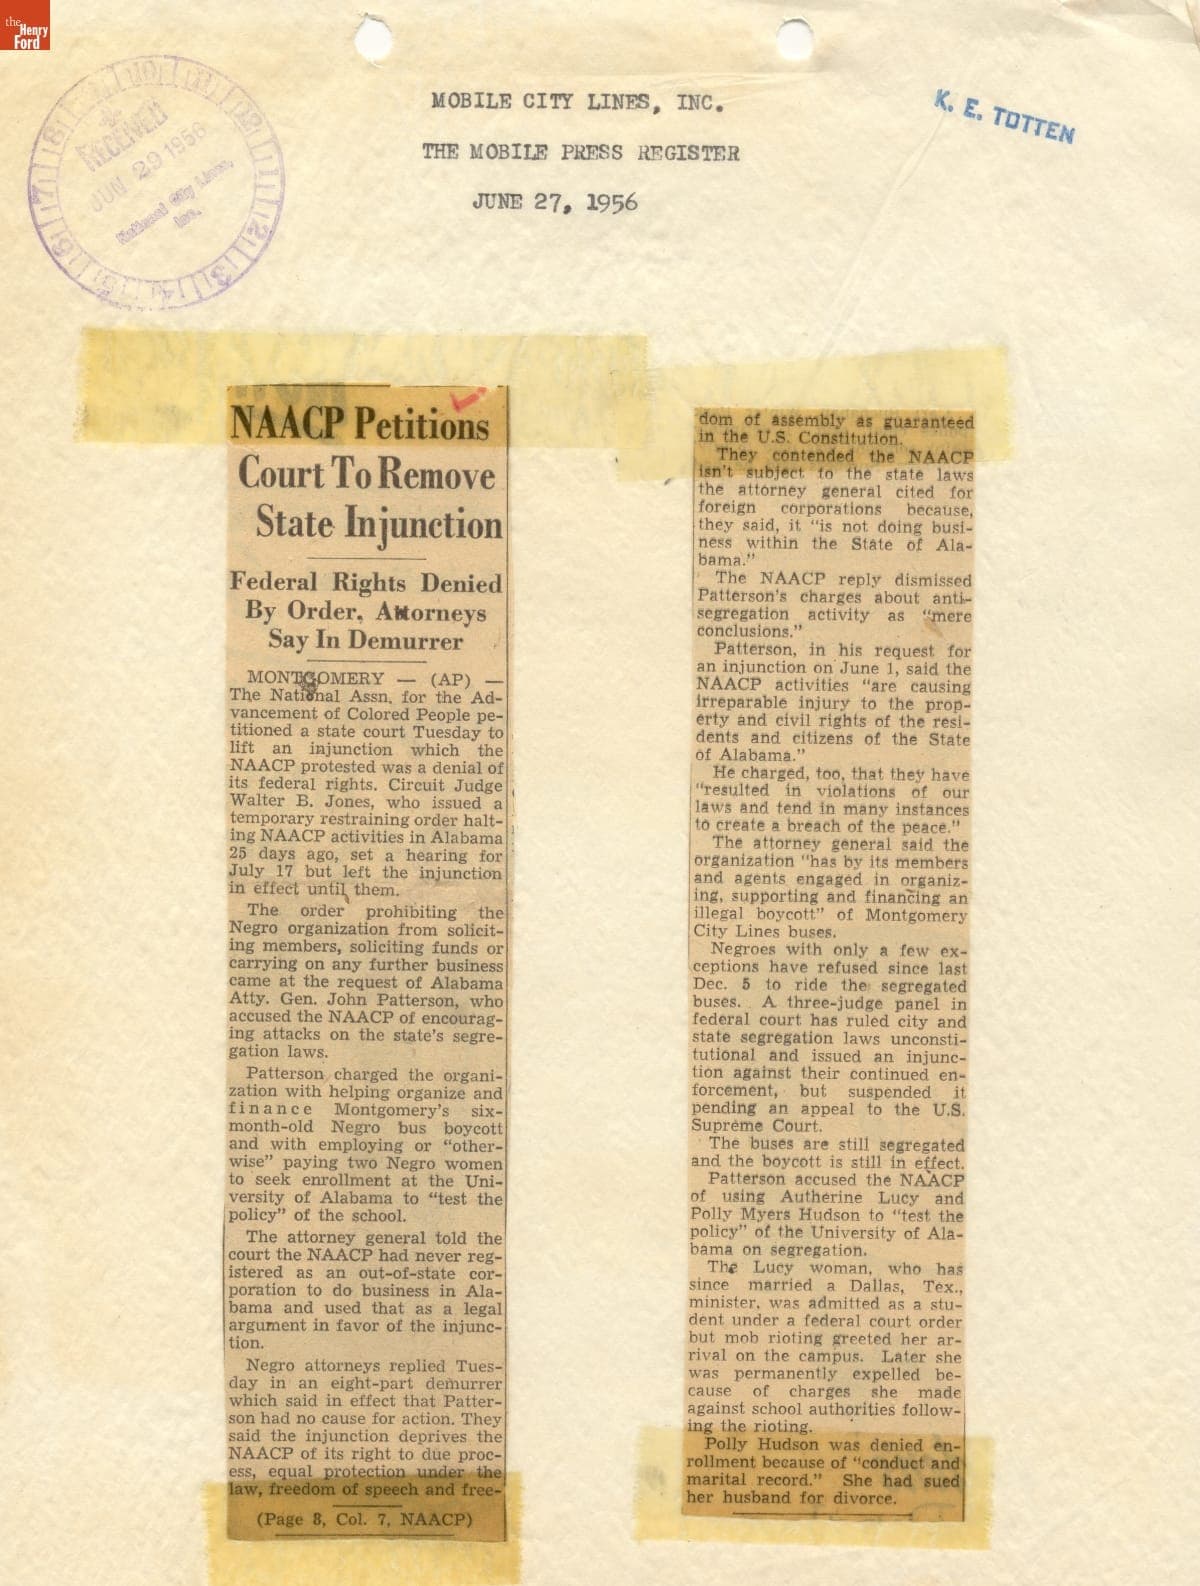 the
Henry
Ford
RECEIVED
JUN 29 1956
National City Lines,
Inc.
MOBILE CITY LINES, INC.
THE MOBILE PRESS REGISTER
JUNE 27, 1956
K. E. TOTTEN
NAACP Petitions
Court To Remove
State Injunction
Federal Rights Denied
By Order, Attorneys
Say In Demurrer
MONTGOMERY — (AP) —
The National Assn. for the Ad-
vancement of Colored People pe-
titioned a state court Tuesday to
lift an injunction which the
NAACP protested was a denial of
its federal rights. Circuit Judge
Walter B. Jones, who issued a
temporary restraining order halt-
ing NAACP activities in Alabama
25 days ago, set a hearing for
July 17 but left the injunction
in effect until them.
The order prohibiting the
Negro organization from solicit-
ing members, soliciting funds or
carrying on any further business
came at the request of Alabama
Atty. Gen. John Patterson, who
accused the NAACP of encourag-
ing attacks on the state's segre-
gation laws.
Patterson charged the organi-
zation with helping organize and
finance Montgomery's six-
month-old Negro bus boycott
and with employing or "other-
wise" paying two Negro women
to seek enrollment at the Uni-
versity of Alabama to "test the
policy" of the school.
The attorney general told the
court the NAACP had never reg-
istered as an out-of-state cor-
poration to do business in Ala-
bama and used that as a legal
argument in favor of the injunc-
tion.
Negro attorneys replied Tues-
day in an eight-part demurrer
which said in effect that Patter-
son had no cause for action. They
said the injunction deprives the
NAACP of its right to due proc-
ess, equal protection under the
law, freedom of speech and free-
(Page 8, Col. 7, NAACP)
dom of assembly as guaranteed
in the U.S. Constitution.
They contended the NAACP
isn't subject to the state laws
the attorney general cited for
foreign corporations because,
they said, it "is not doing busi-
ness within the State of Ala-
bama."
The NAACP reply dismissed
Patterson's charges about anti-
segregation activity as "mere
conclusions."
Patterson, in his request for
an injunction on June 1, said the
NAACP activities "are causing
irreparable injury to the prop-
erty and civil rights of the resi-
dents and citizens of the State
of Alabama."
He charged, too, that they have
"resulted in violations of our
laws and tend in many instances
to create a breach of the peace."
The attorney general said the
organization "has by its members
and agents engaged in organiz-
ing, supporting and financing an
illegal boycott" of Montgomery
City Lines buses.
Negroes with only a few ex-
ceptions have refused since last
Dec. 5 to ride the segregated
buses. A three-judge panel in
federal court has ruled city and
state segregation laws unconsti-
tutional and issued an injunc-
tion against their continued en-
forcement, but suspended it
pending an appeal to the U.S.
Supreme Court.
The buses are still segregated
and the boycott is still in effect.
Patterson accused the NAACP
of using Autherine Lucy and
Polly Myers Hudson to "test the
policy" of the University of Ala-
bama on segregation.
The Lucy woman, who has
since married a Dallas, Tex.,
minister, was admitted as a stu-
dent under a federal court order
but mob rioting greeted her ar-
rival on the campus. Later she
was permanently expelled be-
cause of charges she made
against school authorities follow-
ing the rioting.
Polly Hudson was denied en-
rollment because of "conduct and
marital record." She had sued
her husband for divorce.